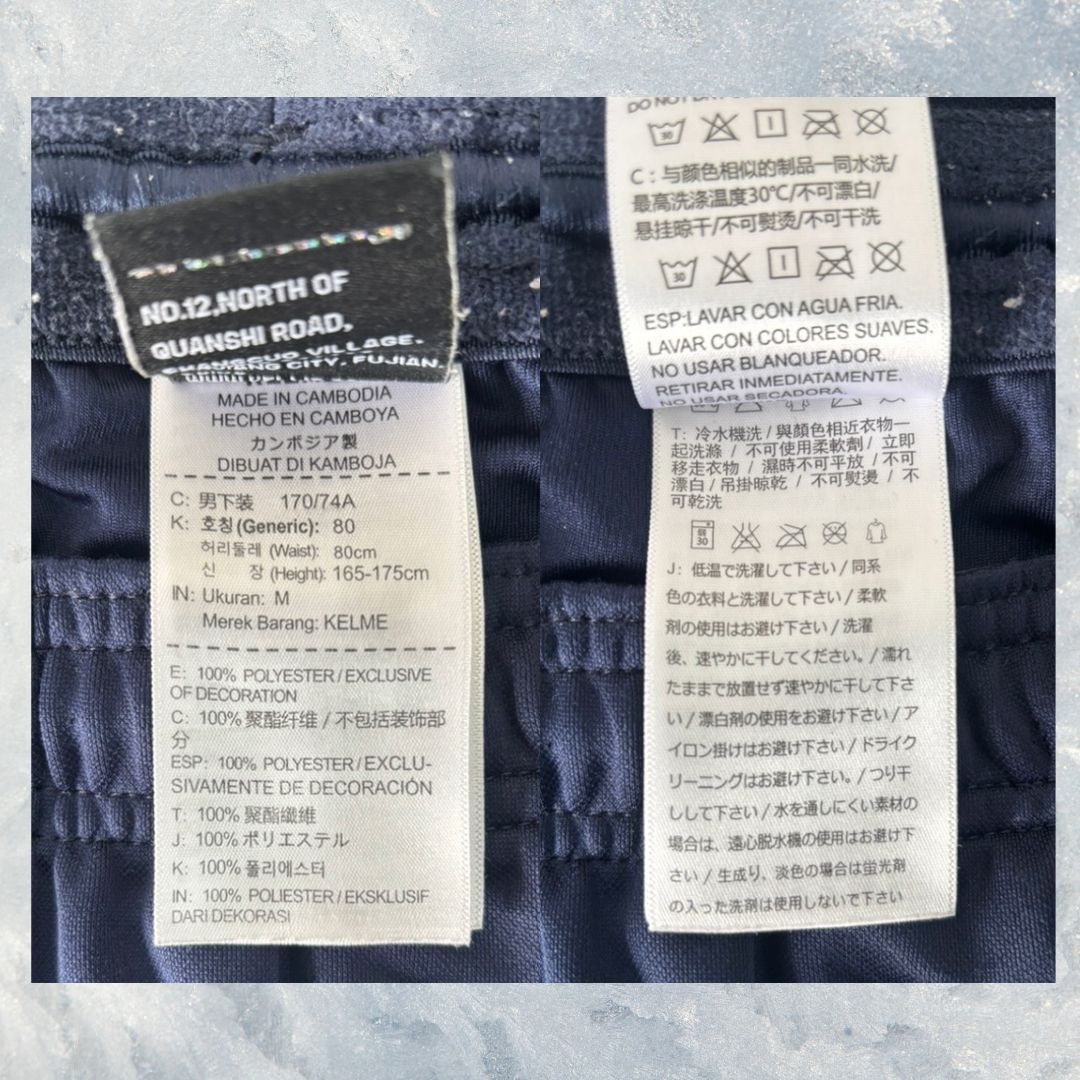 NO.12,NORTH OF
QUANSHI ROAD,
VILLAGE,
CITY, FUJIAN,
MADE IN CAMBODIA
HECHO EN CAMBOYA
カンボジア製
DIBUAT DI KAMBOJA
C: 男下装 170/74A
K: 호칭(Generic): 80
허리둘레 (Waist): 80cm
신 장 (Height): 165-175cm
IN: Ukuran: M
Merek Barang: KELME
E: 100% POLYESTER / EXCLUSIVE
OF DECORATION
C: 100% 聚酯纤维 / 不包括装饰部
分
ESP: 100% POLYESTER / EXCLU-
SIVAMENTE DE DECORACIÓN
T: 100% 聚酯纖維
J: 100% ポリエステル
K: 100% 폴리에스터
IN: 100% POLIESTER / EKSKLUSIF
DARI DEKORASI
DO NOT
30
C：与颜色相似的制品一同水洗/
最高洗涤温度30℃/不可漂白/
悬挂晾干/不可熨烫/不可干洗
30
ESP:LAVAR CON AGUA FRIA.
LAVAR CON COLORES SUAVES.
NO USAR BLANQUEADOR.
RETIRAR INMEDIATAMENTE.
NO USAR SECADORA.
T: 冷水機洗 / 與顏色相近衣物一
起洗滌 / 不可使用柔軟劑 / 立即
移走衣物 / 濕時不可平放 / 不可
漂白 / 吊掛晾乾 / 不可熨燙 / 不
可乾洗
弱
30
J: 低温で洗濯して下さい / 同系
色の衣料と洗濯して下さい / 柔軟
剤の使用はお避け下さい / 洗濯
後、速やかに干してください。/ 濡れ
たままで放置せず速やかに干して下さ
い / 漂白剤の使用をお避け下さい / ア
イロン掛けはお避け下さい / ドライク
リーニングはお避け下さい。/ つり干
しして下さい / 水を通しにくい素材の
場合は、遠心脱水機の使用はお避け下
さい / 生成り、淡色の場合は蛍光剤
の入った洗剤は使用しないで下さい